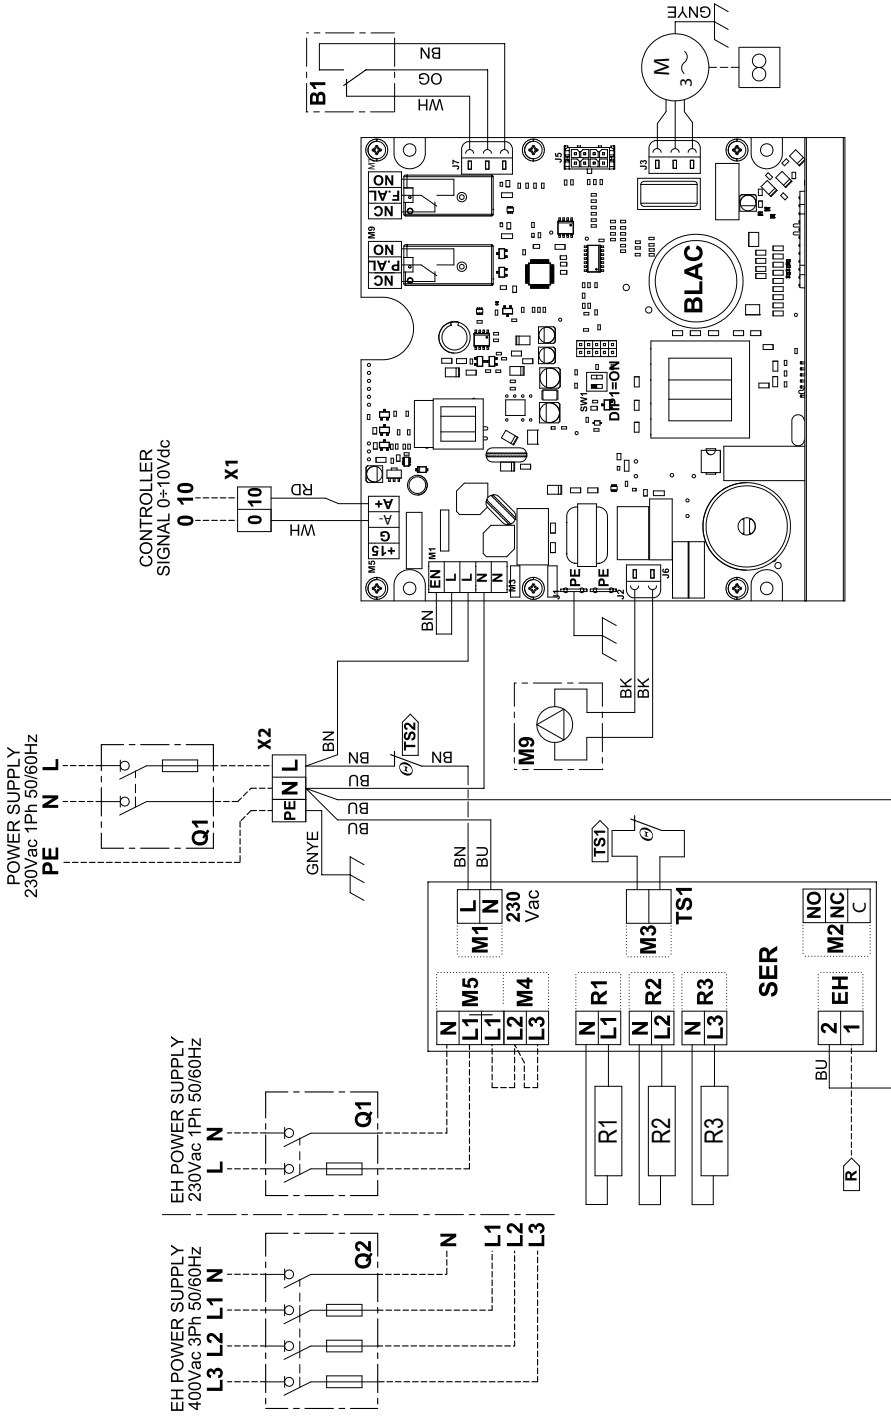 GNYE
M
3~
B1
BN
OG
WH
J7
J5
J3
NO
F.AL
NC
M9
NO
P.AL
NC
BLAC
SW1
DIP1=ON
CONTROLLER
SIGNAL 0÷10Vdc
0 10
X1
0 10
WH
RD
M5
+15
G
A-
A+
M1
EN
L
L
N
N
M3
J1
PE
PE
J2
J6
BN
BK
BK
M9
POWER SUPPLY
230Vac 1Ph 50/60Hz
PE
N
L
Q1
X2
PE N L
GNYE
BN
BN
TS2
BN
BU
BU
BU
BN
BU
TS1
L
N
M1
230
Vac
M3
TS1
NO
NC
C
M2
SER
M5
M4
N
L1
L1
L2
L3
R1
N
L1
R2
N
L2
R3
N
L3
EH
2
1
BU
R
R1
R2
R3
EH POWER SUPPLY
230Vac 1Ph 50/60Hz
L
N
Q1
EH POWER SUPPLY
400Vac 3Ph 50/60Hz
L3 L2 L1 N
Q2
N
L1
L2
L3